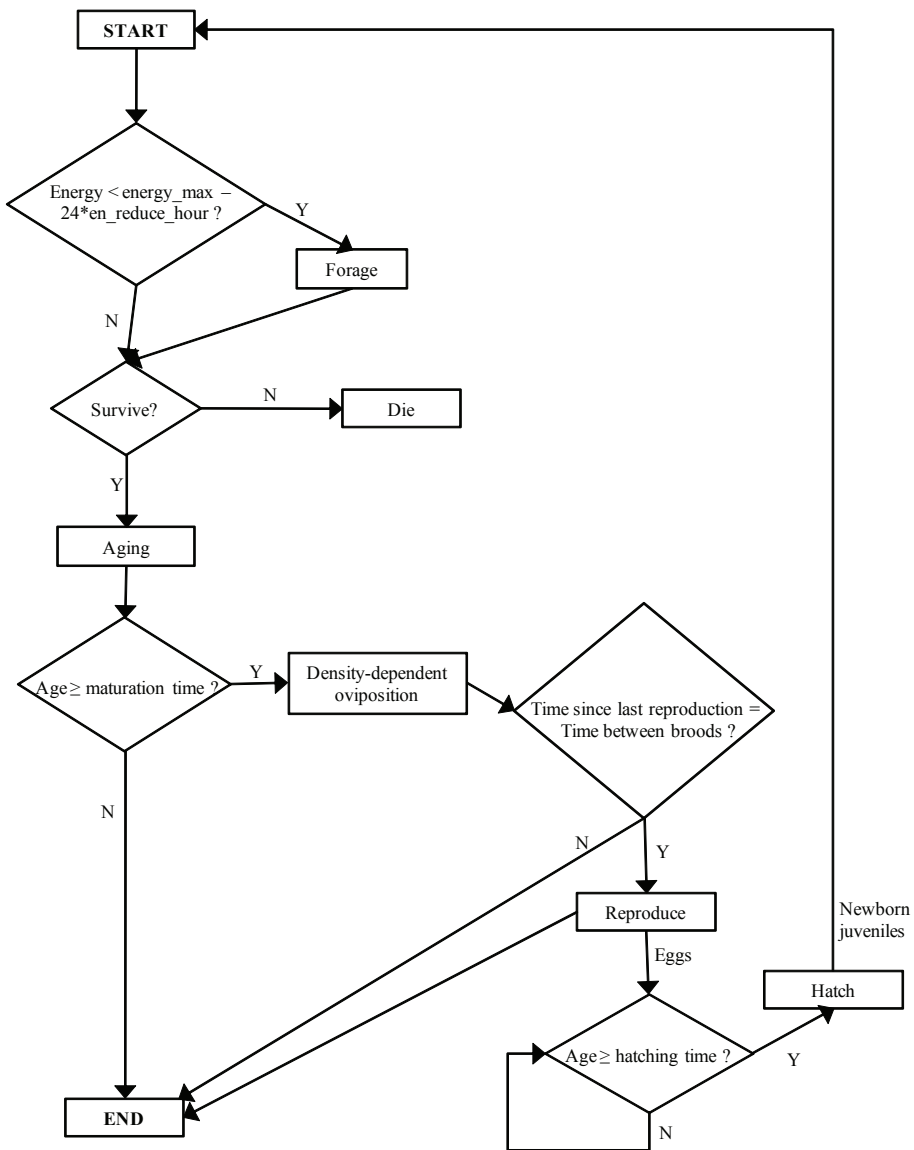 START
Energy < energy_max –
24*en_reduce_hour ?
Y
Forage
N
Survive?
N
Die
Y
Aging
Age ≥ maturation time ?
Y
Density-dependent
oviposition
Time since last reproduction =
Time between broods ?
N
N
Y
Reproduce
Newborn
juveniles
Eggs
Hatch
Age ≥ hatching time ?
Y
N
END